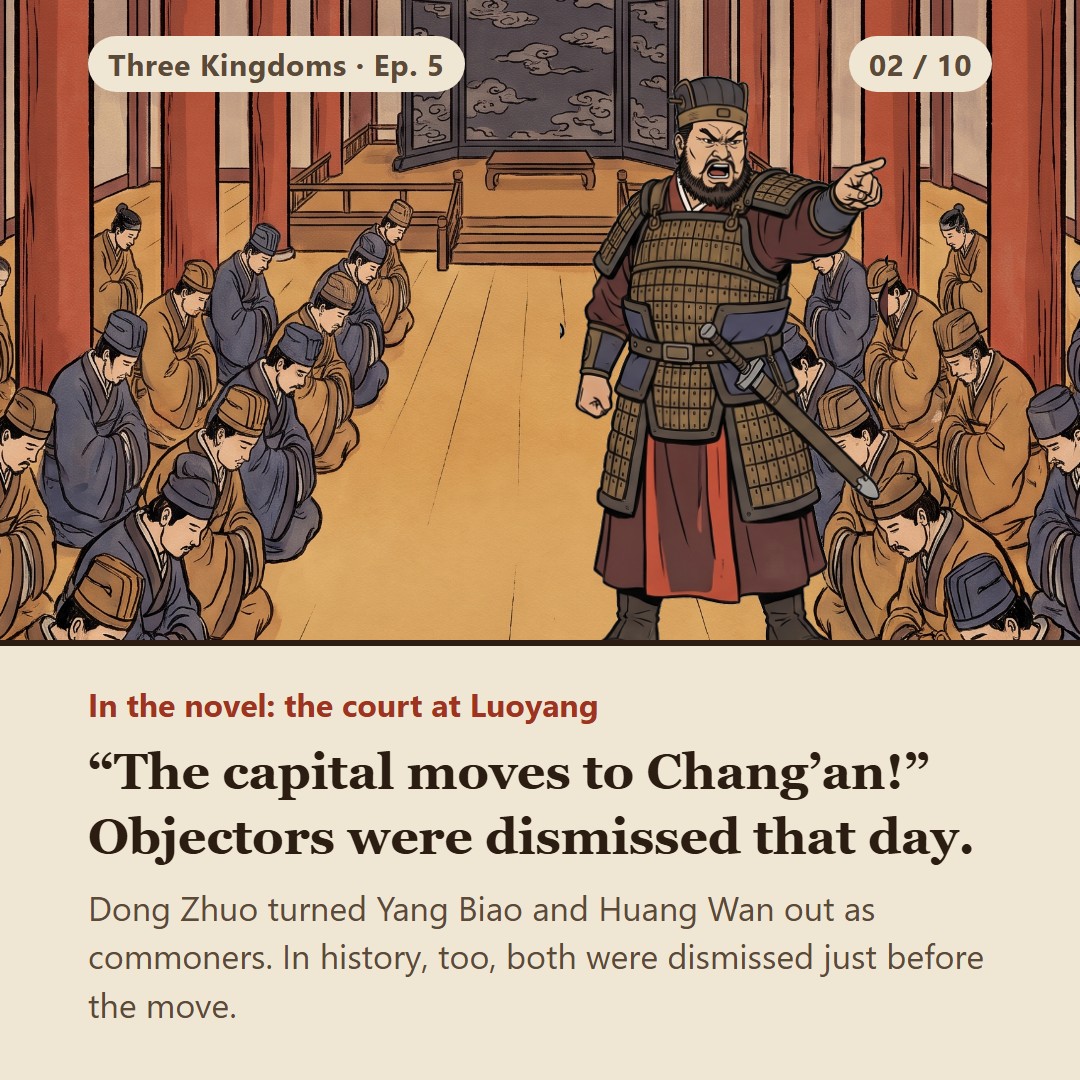 Three Kingdoms · Ep. 5
02 / 10
In the novel: the court at Luoyang
“The capital moves to Chang’an!”
Objectors were dismissed that day.
Dong Zhuo turned Yang Biao and Huang Wan out as
commoners. In history, too, both were dismissed just before
the move.